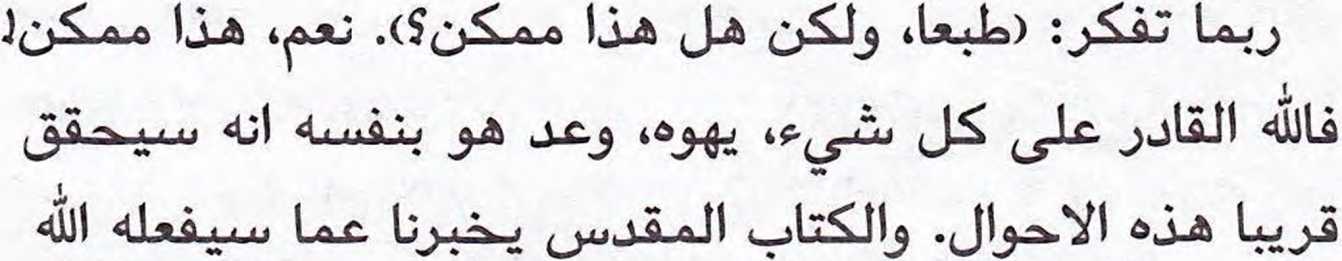 ربما تفكر: (طبعا، ولكن هل هذا ممكن؟). نعم، هذا ممكن!
فالله القادر على كل شيء، يهوه، وعد هو بنفسه انه سيحقق
قريبا هذه الاحوال. والكتاب المقدس يخبرنا عما سيفعله الله